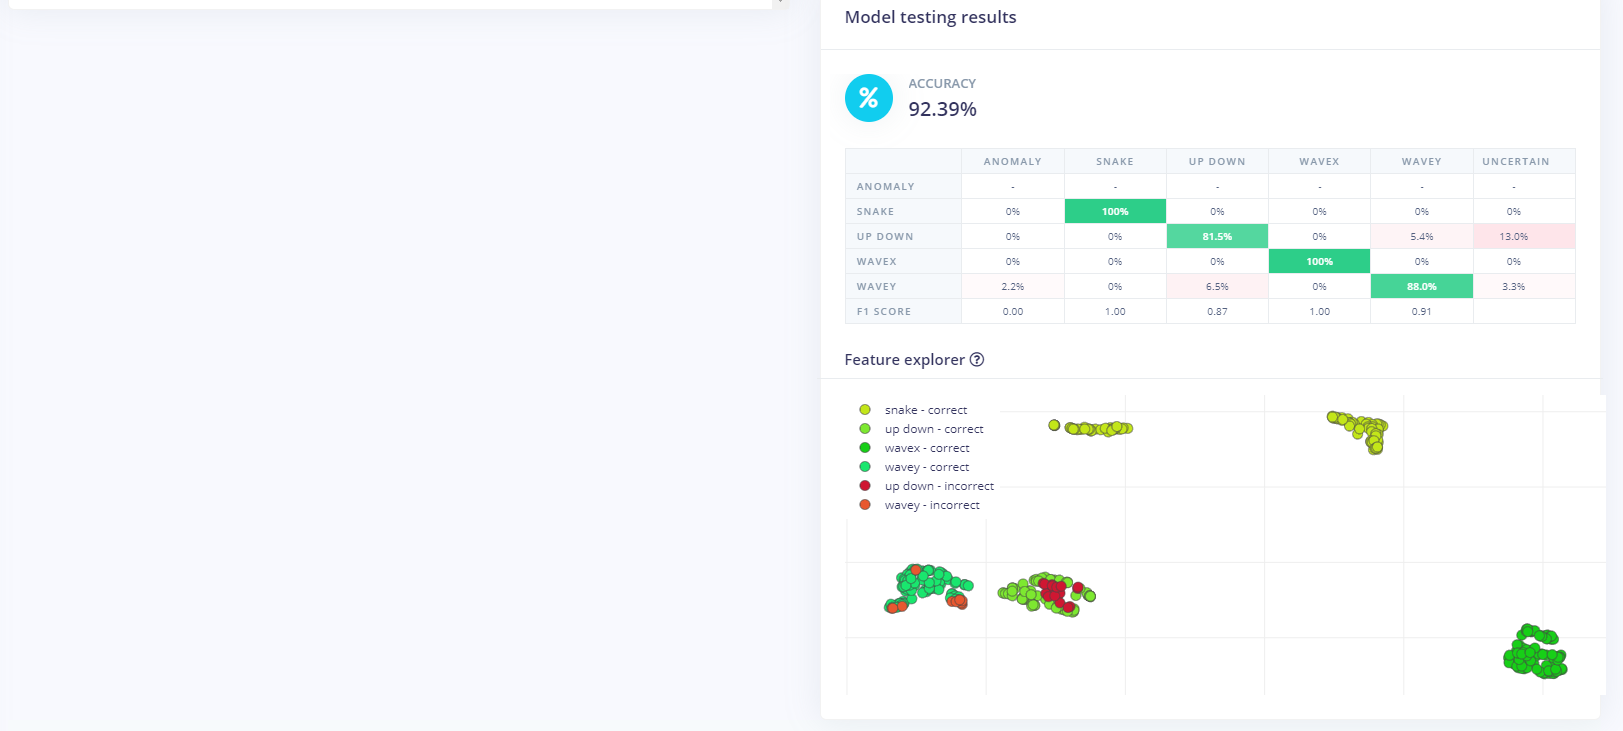 Model testing results
% ACCURACY
92.39%
ANOMALY SNAKE UP DOWN WAVEX WAVEY UNCERTAIN
ANOMALY - - - - - -
SNAKE 0% 100% 0% 0% 0% 0%
UP DOWN 0% 0% 81.5% 0% 5.4% 13.0%
WAVEX 0% 0% 0% 100% 0% 0%
WAVEY 2.2% 0% 6.5% 0% 88.0% 3.3%
F1 SCORE 0.00 1.00 0.87 1.00 0.91
Feature explorer ?
snake - correct
up down - correct
wavex - correct
wavey - correct
up down - incorrect
wavey - incorrect